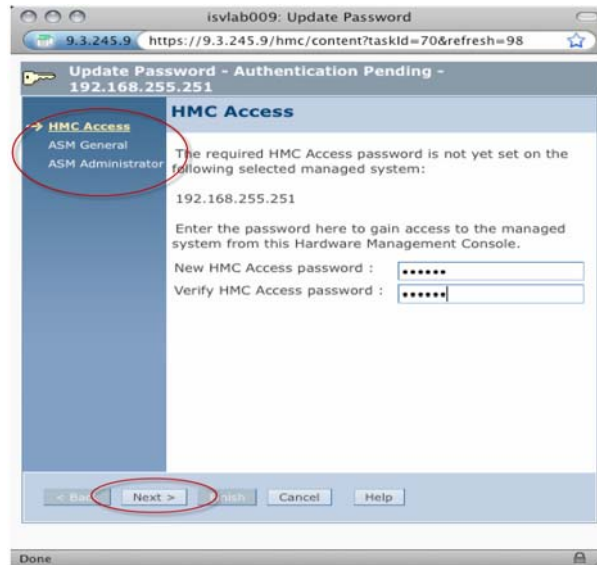 isvlab009: Update Password
9.3.245.9 https://9.3.245.9/hmc/content?taskId=70&refresh=98
Update Password - Authentication Pending -
192.168.255.251
HMC Access
ASM General
ASM Administrator
HMC Access
The required HMC Access password is not yet set on the
following selected managed system:
192.168.255.251
Enter the password here to gain access to the managed
system from this Hardware Management Console.
New HMC Access password : ••••••
Verify HMC Access password : ••••••
< Back Next > Finish Cancel Help
Done